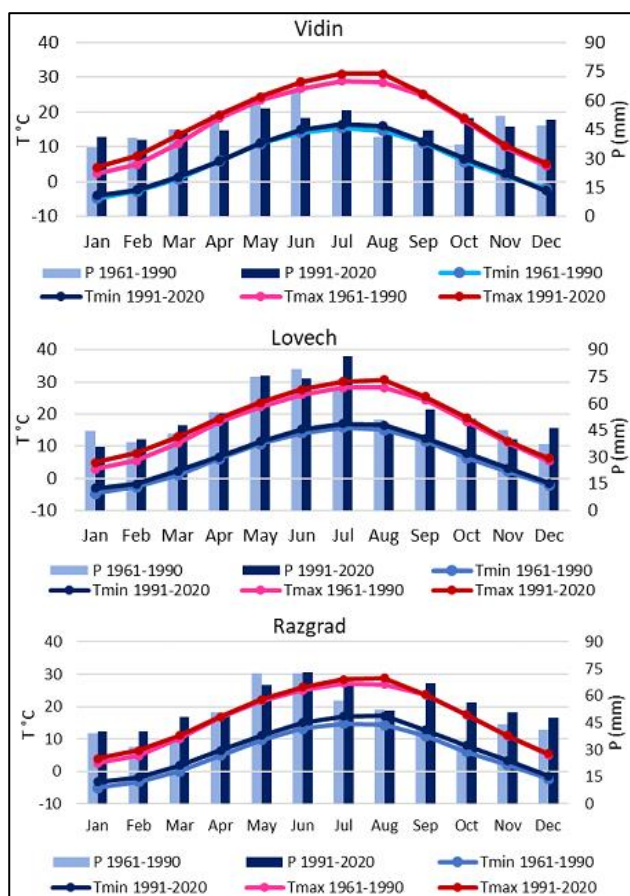 Vidin
40 90
30 75
20 60
10 45
0 30
-10 15
0
T °C
P (mm)
Jan Feb Mar Apr May Jun Jul Aug Sep Oct Nov Dec
P 1961-1990 P 1991-2020 Tmin 1961-1990
Tmin 1991-2020 Tmax 1961-1990 Tmax 1991-2020
Lovech
40 90
30 75
20 60
10 45
0 30
-10 15
0
T °C
P (mm)
Jan Feb Mar Apr May Jun Jul Aug Sep Oct Nov Dec
P 1961-1990 P 1991-2020 Tmin 1961-1990
Tmin 1991-2020 Tmax 1961-1990 Tmax 1991-2020
Razgrad
40 90
30 75
20 60
10 45
0 30
-10 15
0
T °C
P (mm)
Jan Feb Mar Apr May Jun Jul Aug Sep Oct Nov Dec
P 1961-1990 P 1991-2020 Tmin 1961-1990
Tmin 1991-2020 Tmax 1961-1990 Tmax 1991-2020